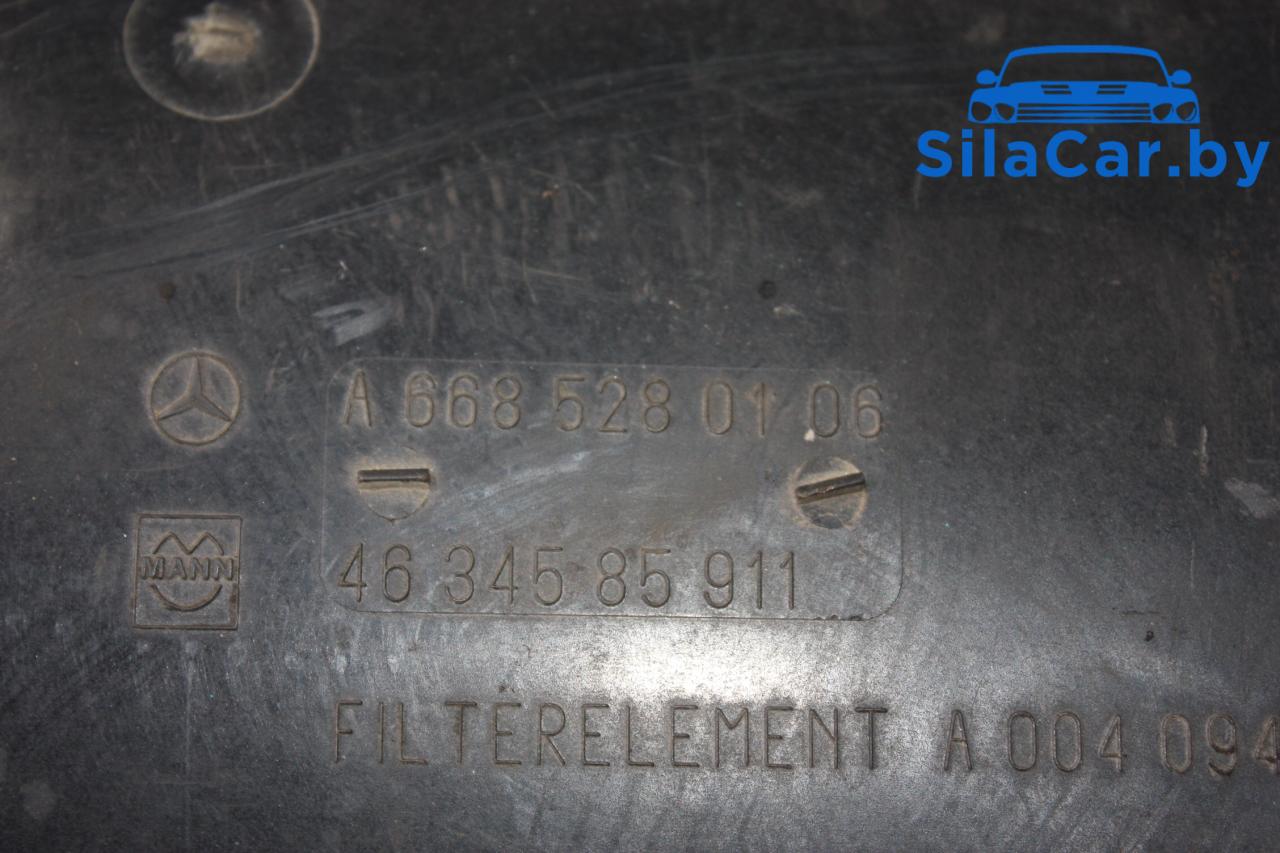 SilaCar.by
A 668 528 01 06
MANN
46 345 85 911
FILTERELEMENT A 004 094